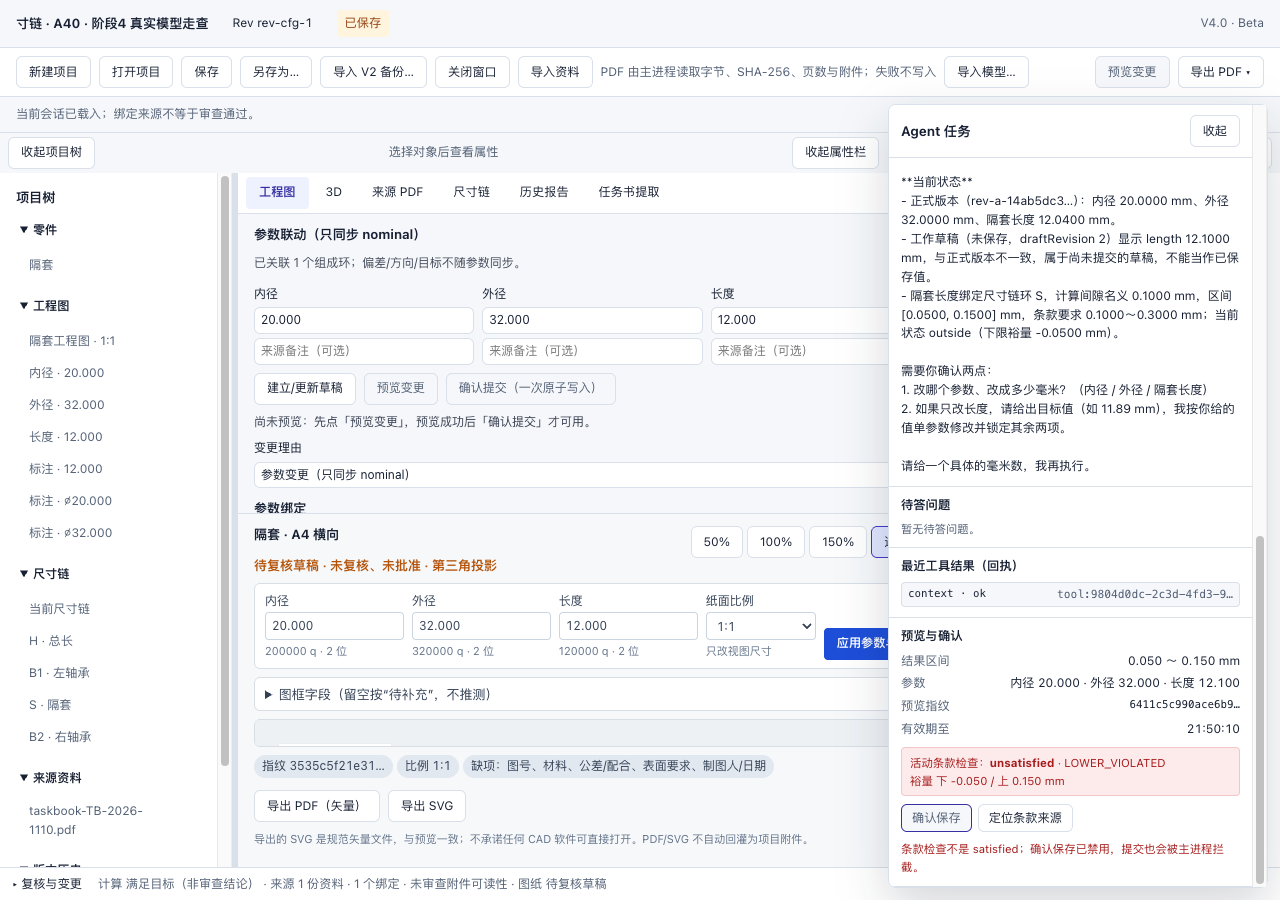 寸链 · A40 · 阶段4 真实模型走查
Rev rev-cfg-1
已保存
V4.0 · Beta
新建项目
打开项目
保存
另存为…
导入 V2 备份…
关闭窗口
导入资料
PDF 由主进程读取字节、SHA-256、页数与附件；失败不写入
导入模型…
预览变更
导出 PDF ▾
当前会话已载入；绑定来源不等于审查通过。
收起项目树
选择对象后查看属性
收起属性栏
项目树
▼ 零件
隔套
▼ 工程图
隔套工程图 · 1:1
内径 · 20.000
外径 · 32.000
长度 · 12.000
标注 · 12.000
标注 · ⌀20.000
标注 · ⌀32.000
▼ 尺寸链
当前尺寸链
H · 总长
B1 · 左轴承
S · 隔套
B2 · 右轴承
▼ 来源资料
taskbook-TB-2026-
1110.pdf
工程图
3D
来源 PDF
尺寸链
历史报告
任务书提取
参数联动（只同步 nominal）
已关联 1 个组成环；偏差/方向/目标不随参数同步。
内径
外径
长度
20.000
32.000
12.000
来源备注（可选）
来源备注（可选）
来源备注（可选）
建立/更新草稿
预览变更
确认提交（一次原子写入）
尚未预览：先点「预览变更」，预览成功后「确认提交」才可用。
变更理由
参数变更（只同步 nominal）
参数绑定
隔套 · A4 横向
50%
100%
150%
待复核草稿 · 未复核、未批准 · 第三角投影
内径
外径
长度
纸面比例
20.000
32.000
12.000
1:1
应用参数
200000 q · 2 位
320000 q · 2 位
120000 q · 2 位
只改视图尺寸
▶ 图框字段（留空按“待补充”，不推测）
指纹 3535c5f21e31…
比例 1:1
缺项：图号、材料、公差/配合、表面要求、制图人/日期
导出 PDF（矢量）
导出 SVG
导出的 SVG 是规范矢量文件，与预览一致；不承诺任何 CAD 软件可直接打开。PDF/SVG 不自动回灌为项目附件。
▸ 复核与变更
计算 满足目标（非审查结论） · 来源 1 份资料 · 1 个绑定 · 未审查附件可读性 · 图纸 待复核草稿
Agent 任务
收起
**当前状态**
- 正式版本（rev-a-14ab5dc3…）：内径 20.0000 mm、外径
32.0000 mm、隔套长度 12.0400 mm。
- 工作草稿（未保存，draftRevision 2）显示 length 12.1000
mm，与正式版本不一致，属于尚未提交的草稿，不能当作已保
存值。
- 隔套长度绑定尺寸链环 S，计算间隙名义 0.1000 mm，区间
[0.0500, 0.1500] mm，条款要求 0.1000～0.3000 mm；当前
状态 outside（下限裕量 -0.0500 mm）。
需要你确认两点：
1. 改哪个参数、改成多少毫米？（内径 / 外径 / 隔套长度）
2. 如果只改长度，请给出目标值（如 11.89 mm），我按你给的
值单参数修改并锁定其余两项。
请给一个具体的毫米数，我再执行。
待答问题
暂无待答问题。
最近工具结果（回执）
context · ok
tool:9804d0dc-2c3d-4fd3-9…
预览与确认
结果区间
0.050 ～ 0.150 mm
参数
内径 20.000 · 外径 32.000 · 长度 12.100
预览指纹
6411c5c990ace6b9…
有效期至
21:50:10
活动条款检查：unsatisfied · LOWER_VIOLATED
裕量 下 -0.050 / 上 0.150 mm
确认保存
定位条款来源
条款检查不是 satisfied；确认保存已禁用，提交也会被主进程拦
截。